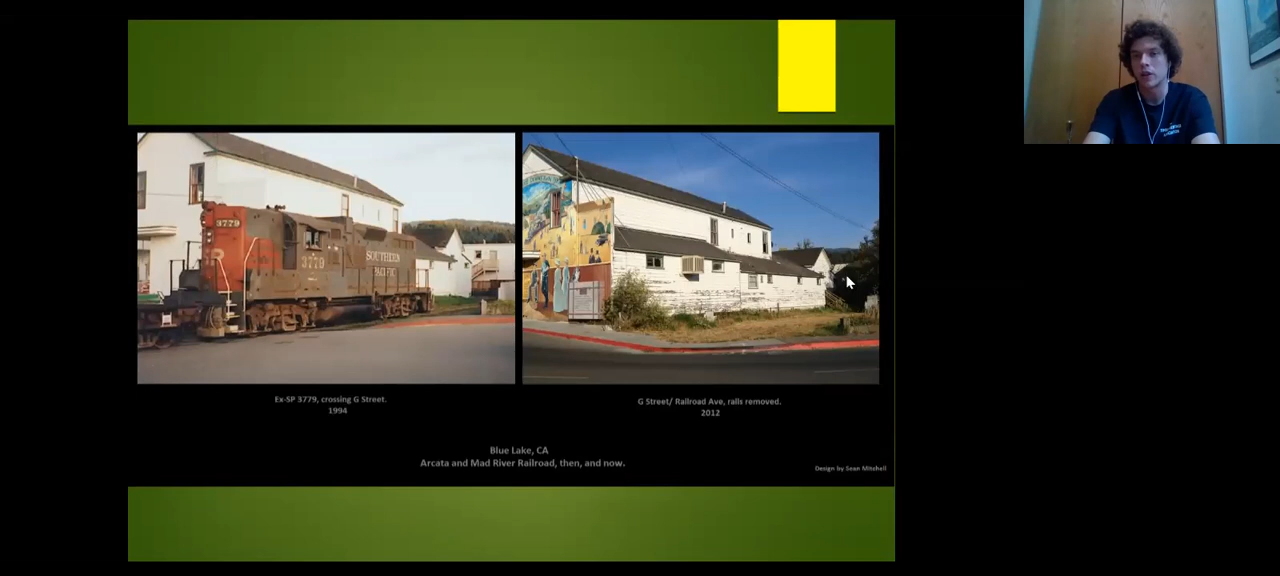 3779
3779
SOUTHERN
PACIFIC
Ex-SP 3779, crossing G Street.
1994
G Street/ Railroad Ave, rails removed.
2012
Blue Lake, CA
Arcata and Mad River Railroad, then, and now.
Design by Sean Mitchell